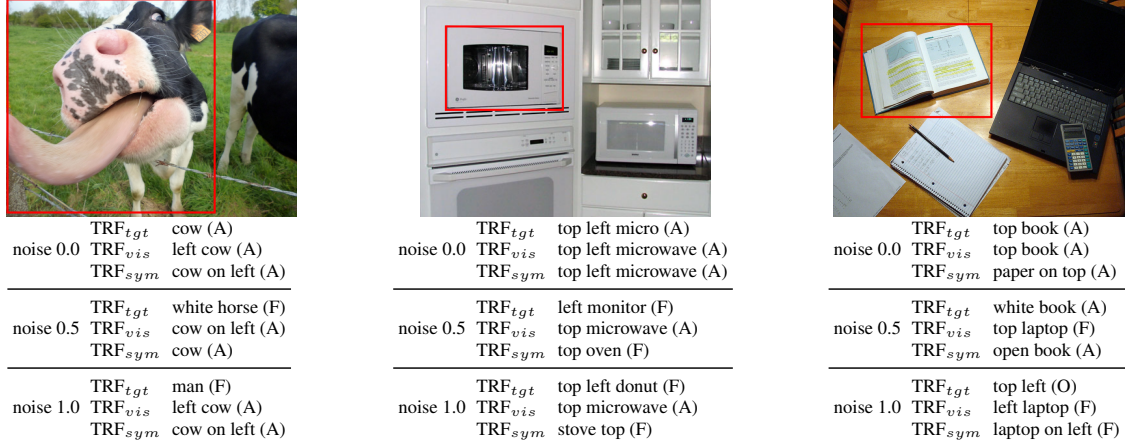 noise 0.0 TRF_tgt cow (A)
TRF_vis left cow (A)
TRF_sym cow on left (A)
noise 0.5 TRF_tgt white horse (F)
TRF_vis cow on left (A)
TRF_sym cow (A)
noise 1.0 TRF_tgt man (F)
TRF_vis left cow (A)
TRF_sym cow on left (A)
noise 0.0 TRF_tgt top left micro (A)
TRF_vis top left microwave (A)
TRF_sym top left microwave (A)
noise 0.5 TRF_tgt left monitor (F)
TRF_vis top microwave (A)
TRF_sym top oven (F)
noise 1.0 TRF_tgt top left donut (F)
TRF_vis top microwave (A)
TRF_sym stove top (F)
noise 0.0 TRF_tgt top book (A)
TRF_vis top book (A)
TRF_sym paper on top (A)
noise 0.5 TRF_tgt white book (A)
TRF_vis top laptop (F)
TRF_sym open book (A)
noise 1.0 TRF_tgt top left (O)
TRF_vis left laptop (F)
TRF_sym laptop on left (F)